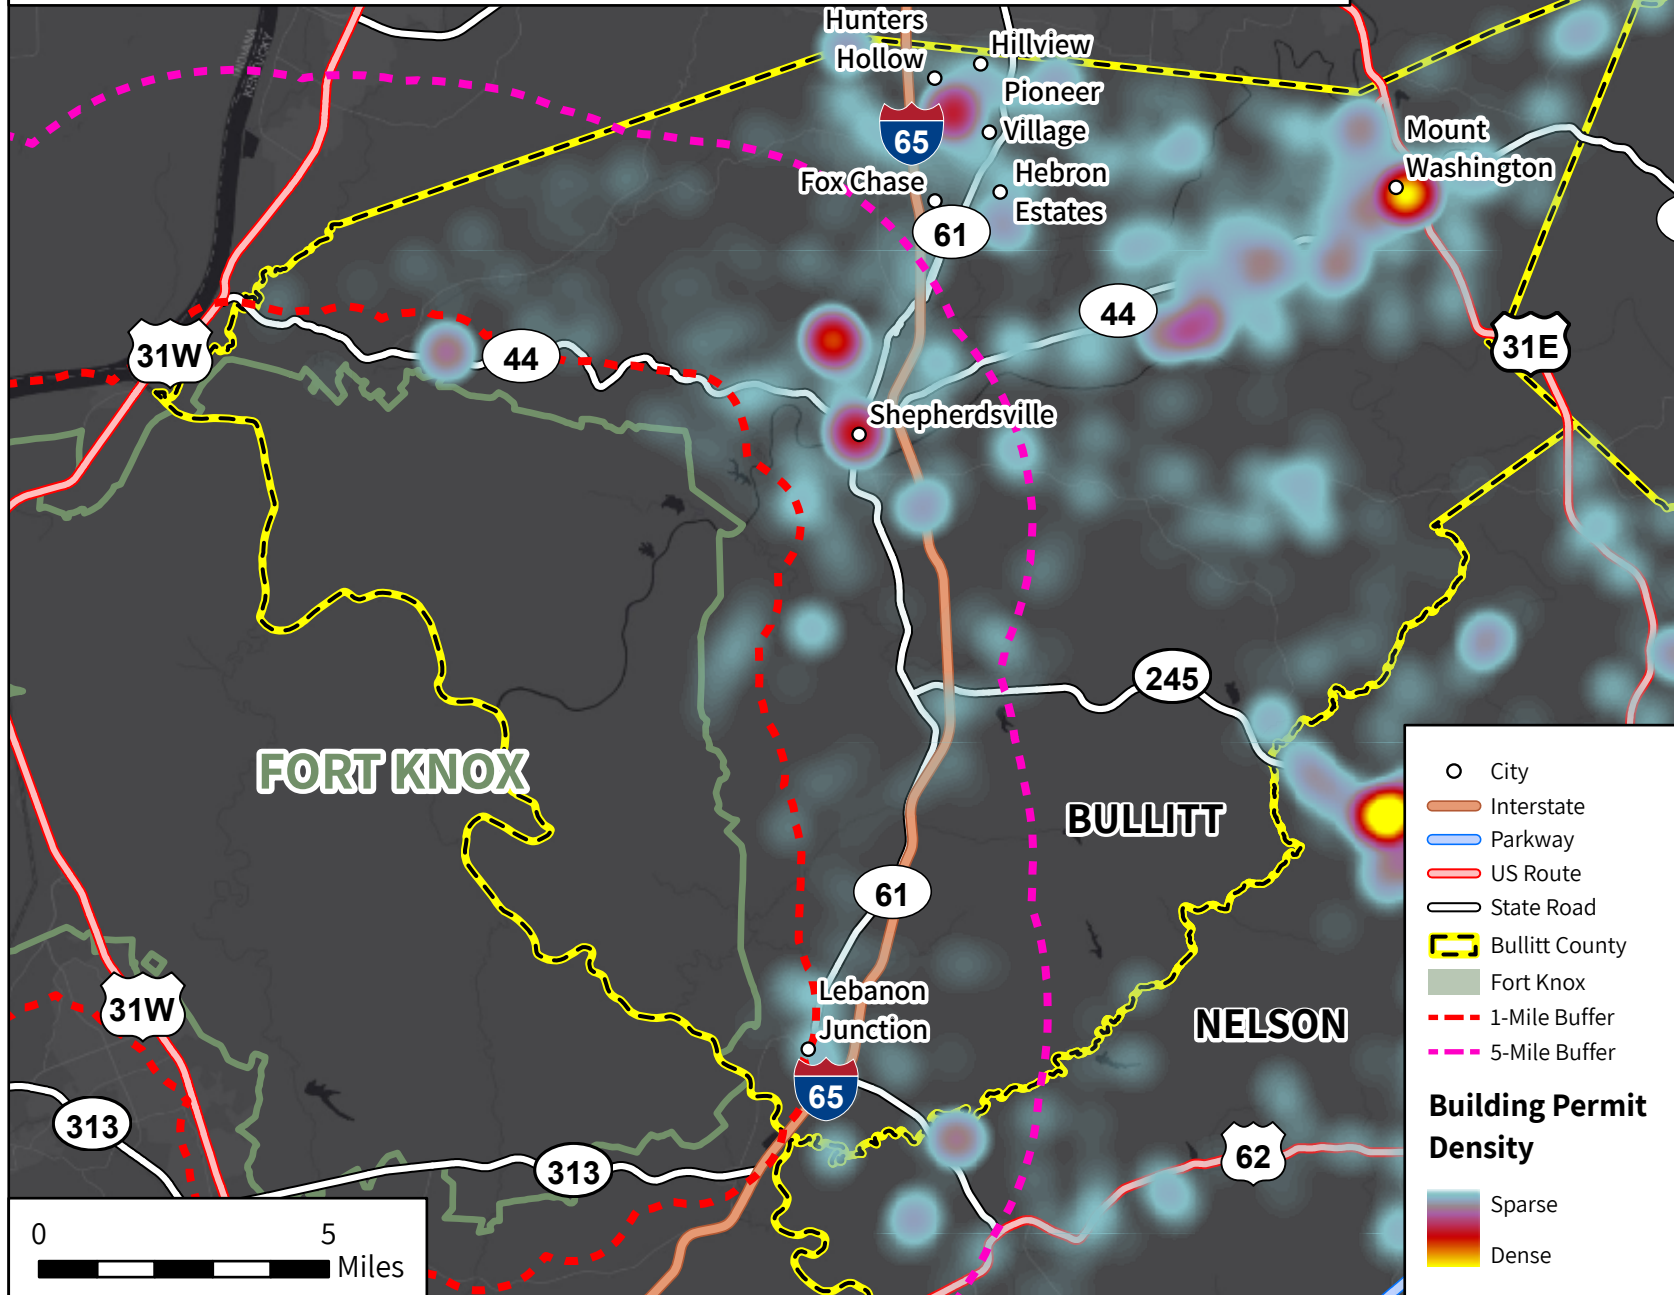 Hunters
Hollow
Hillview
Pioneer
Village
65
Fox Chase
Hebron
Estates
61
Mount
Washington
INDIANA
KENTUCKY
31W
44
44
31E
Shepherdsville
245
FORT KNOX
BULLITT
61
31W
Lebanon
Junction
NELSON
65
313
313
62
0
5
Miles
City
Interstate
Parkway
US Route
State Road
Bullitt County
Fort Knox
1-Mile Buffer
5-Mile Buffer
Building Permit
Density
Sparse
Dense